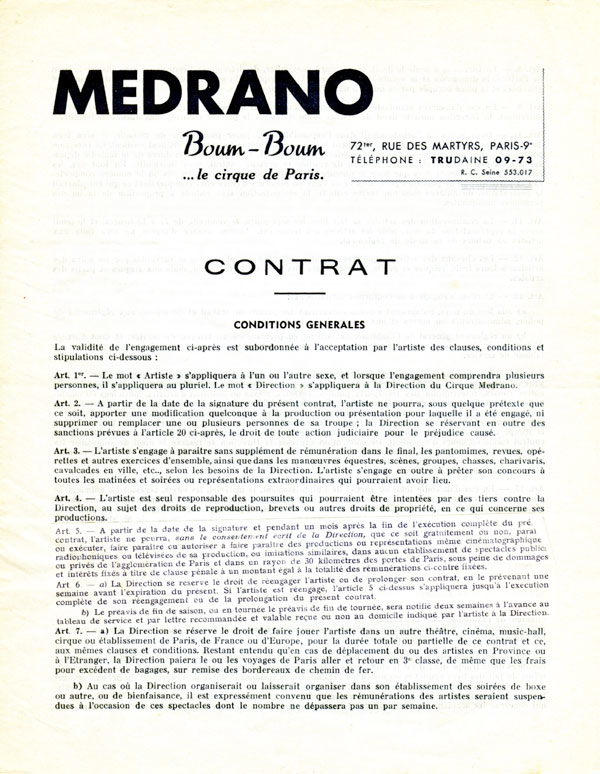 MEDRANO
Boum-Boum
...le cirque de Paris.
72ter, RUE DES MARTYRS, PARIS-9e
TÉLÉPHONE : TRUDAINE 09-73
R. C. Seine 553.017
CONTRAT
CONDITIONS GENERALES
La validité de l'engagement ci-après est subordonnée à l'acceptation par l'artiste des clauses, conditions et
stipulations ci-dessous :
Art. 1er. — Le mot « Artiste » s'appliquera à l'un ou l'autre sexe, et lorsque l'engagement comprendra plusieurs
personnes, il s'appliquera au pluriel. Le mot « Direction » s'appliquera à la Direction du Cirque Medrano.
Art. 2. — A partir de la date de la signature du présent contrat, l'artiste ne pourra, sous quelque prétexte que
ce soit, apporter une modification quelconque à la production ou présentation pour laquelle il a été engagé, ni
supprimer ou remplacer une ou plusieurs personnes de sa troupe ; la Direction se réservant en outre des
sanctions prévues à l'article 20 ci-après, le droit de toute action judiciaire pour le préjudice causé.
Art. 3. — L'artiste s'engage à paraître sans supplément de rémunération dans le final, les pantomimes, revues, opé-
rettes et autres exercices d'ensemble, ainsi que dans les manœuvres équestres, scènes, groupes, chasses, charivaris,
cavalcades en ville, etc.., selon les besoins de la Direction. L'artiste s'engage en outre à prêter son concours à
toutes les matinées et soirées ou représentations extraordinaires qui pourraient avoir lieu.
Art. 4. — L'artiste est seul responsable des poursuites qui pourraient être intentées par des tiers contre la
Direction, au sujet des droits de reproduction, brevets ou autres droits de propriété, en ce qui concerne ses
productions.
Art. 5. — A partir de la date de la signature et pendant un mois après la fin de l'exécution complète du pré.
contrat, l'artiste ne pourra, sans le consentement écrit de la Direction, que ce soit gratuitement ou non, parai
ou exécuter, faire paraître ou autoriser a faire paraître des productions ou représentations même cinématographique
radiophoniques ou télévisées de sa production, ou imitations similaires, dans aucun établissement de spectacles public
ou privés de l'agglomération de Paris et dans un rayon de 30 kilomètres des portes de Paris, sous peine de dommages
et intérêts fixés à titre de clause pénale à un montant égal à la totalité des rémunérations ci-contre fixées.
Art. 6 — a) La Direction se réserve le droit de réengager l'artiste ou de prolonger son contrat, en le prévenant une
semaine avant l'expiration du présent. Si l'artiste est réengagé, l'article 5 ci-dessus s'appliquera jusqu'à l'exécution
complète de son réengagement ou de la prolongation du présent contrat.
b) Le préavis de fin de saison, ou en tournée le préavis de fin de tournée, sera notifié deux semaines à l'avance au
tableau de service et par lettre recommandée et valable reçue ou non au domicile indiqué par l'artiste à la Direction.
Art. 7. — a) La Direction se réserve le droit de faire jouer l'artiste dans un autre théâtre, cinéma, music-hall,
cirque ou établissement de Paris, de France ou d'Europe, pour la durée totale ou partielle de ce contrat et ce,
aux mêmes clauses et conditions. Restant entendu qu'en cas de déplacement du ou des artistes en Province ou
à l'Etranger, la Direction paiera le ou les voyages de Paris aller et retour en 3e classe, de même que les frais
pour excédent de bagages, sur remise des bordereaux de chemin de fer.
b) Au cas où la Direction organiserait ou laisserait organiser dans son établissement des soirées de boxe
ou autre, ou de bienfaisance, il est expressément convenu que les rémunérations des artistes seraient suspen-
dues à l'occasion de ces spectacles dont le nombre ne dépassera pas un par semaine.